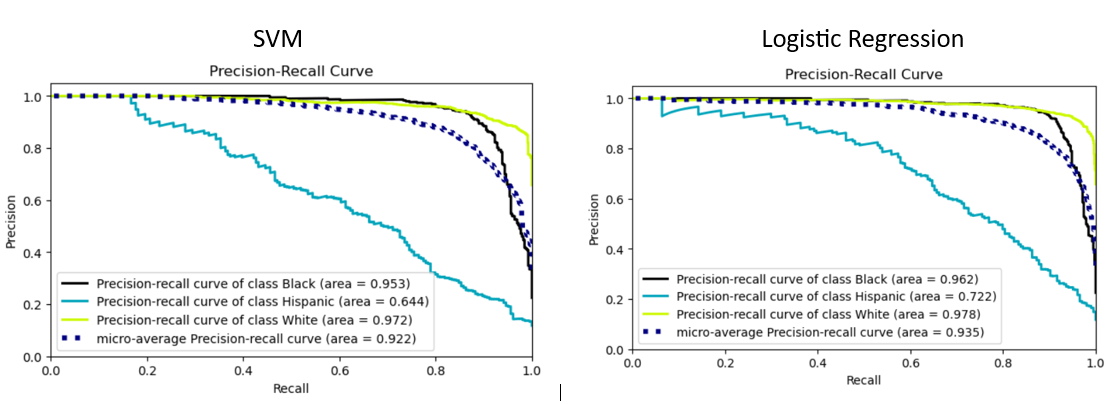 SVM
Precision-Recall Curve
1.0
0.8
0.6
0.4
0.2
0.0
Precision
Precision-recall curve of class Black (area = 0.953)
Precision-recall curve of class Hispanic (area = 0.644)
Precision-recall curve of class White (area = 0.972)
micro-average Precision-recall curve (area = 0.922)
0.0 0.2 0.4 0.6 0.8 1.0
Recall
Logistic Regression
Precision-Recall Curve
1.0
0.8
0.6
0.4
0.2
0.0
Precision
Precision-recall curve of class Black (area = 0.962)
Precision-recall curve of class Hispanic (area = 0.722)
Precision-recall curve of class White (area = 0.978)
micro-average Precision-recall curve (area = 0.935)
0.0 0.2 0.4 0.6 0.8 1.0
Recall